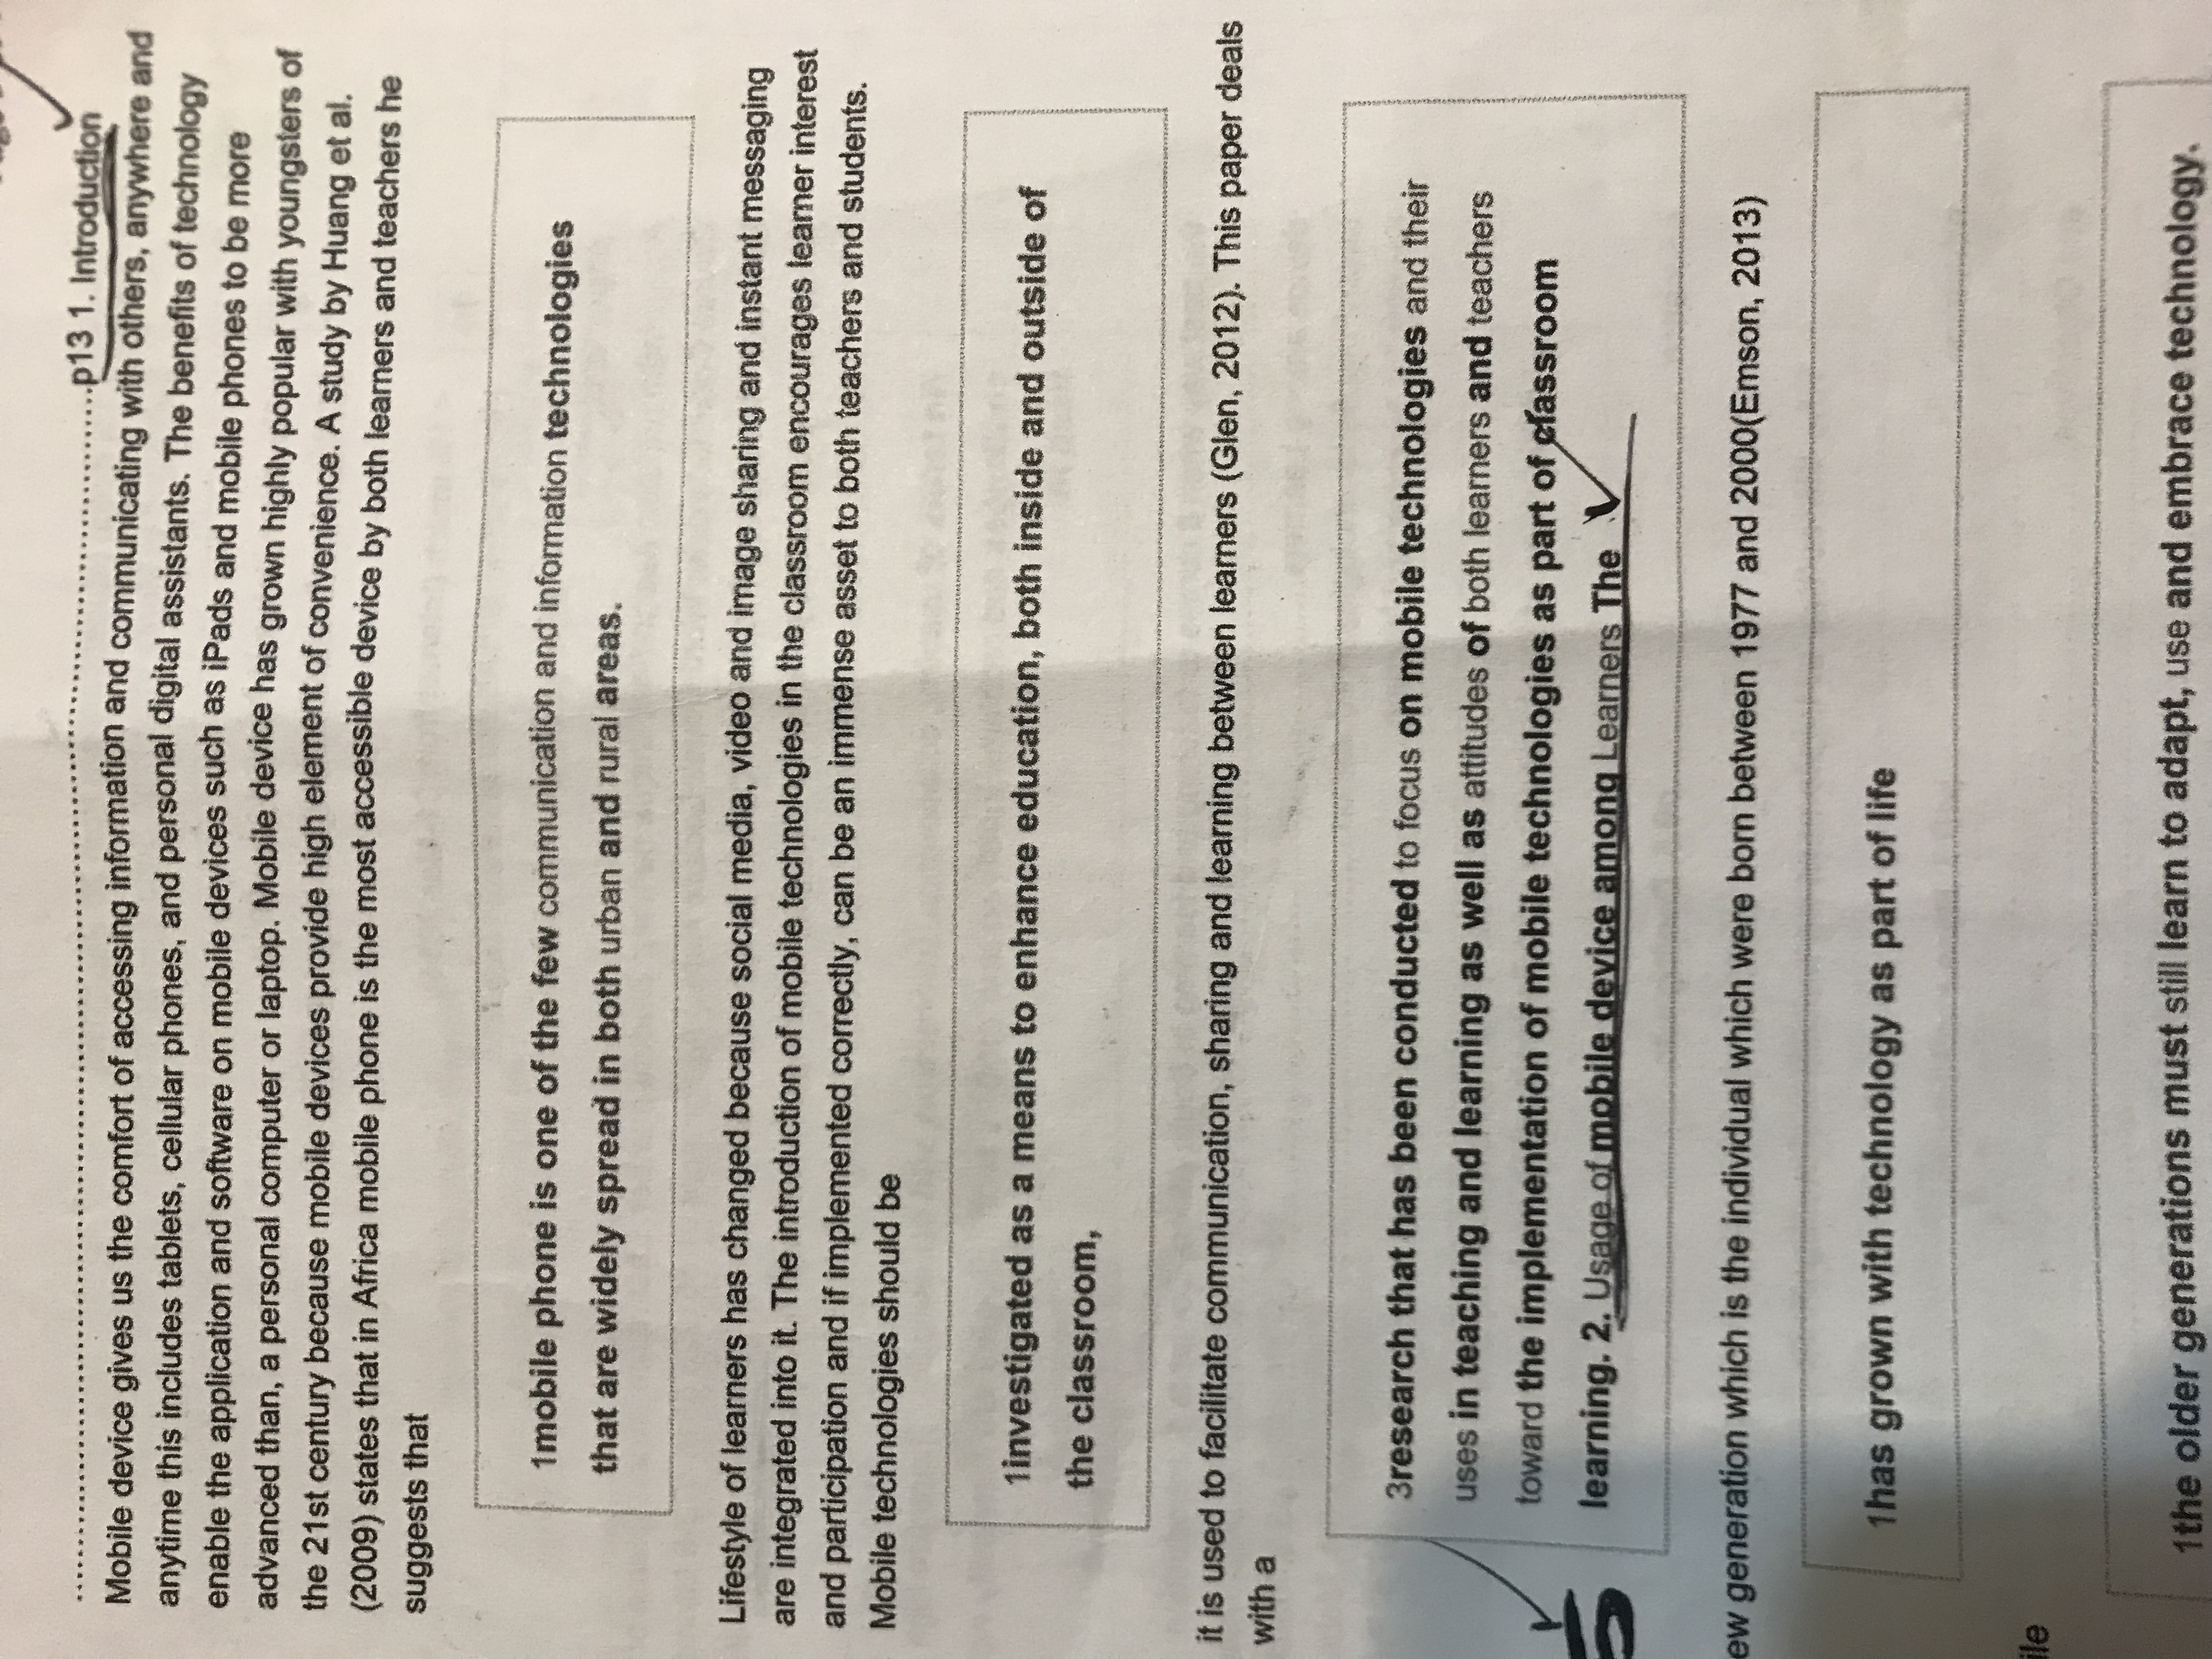 p13 1. Introduction
Mobile device gives us the comfort of accessing information and communicating with others, anywhere and
anytime this includes tablets, cellular phones, and personal digital assistants. The benefits of technology
enable the application and software on mobile devices such as iPads and mobile phones to be more
advanced than, a personal computer or laptop. Mobile device has grown highly popular with youngsters of
the 21st century because mobile devices provide high element of convenience. A study by Huang et al.
(2009) states that in Africa mobile phone is the most accessible device by both learners and teachers he
suggests that
1mobile phone is one of the few communication and information technologies
that are widely spread in both urban and rural areas.
Lifestyle of learners has changed because social media, video and image sharing and instant messaging
are integrated into it. The introduction of mobile technologies in the classroom encourages learner interest
and participation and if implemented correctly, can be an immense asset to both teachers and students.
Mobile technologies should be
1investigated as a means to enhance education, both inside and outside of
the classroom,
it is used to facilitate communication, sharing and learning between learners (Glen, 2012). This paper deals
with a
3research that has been conducted to focus on mobile technologies and their
uses in teaching and learning as well as attitudes of both learners and teachers
toward the implementation of mobile technologies as part of classroom
learning. 2. Usage of mobile device among Learners The
ew generation which is the individual which were born between 1977 and 2000(Emson, 2013)
1has grown with technology as part of life
ile
1the older generations must still learn to adapt, use and embrace technology.